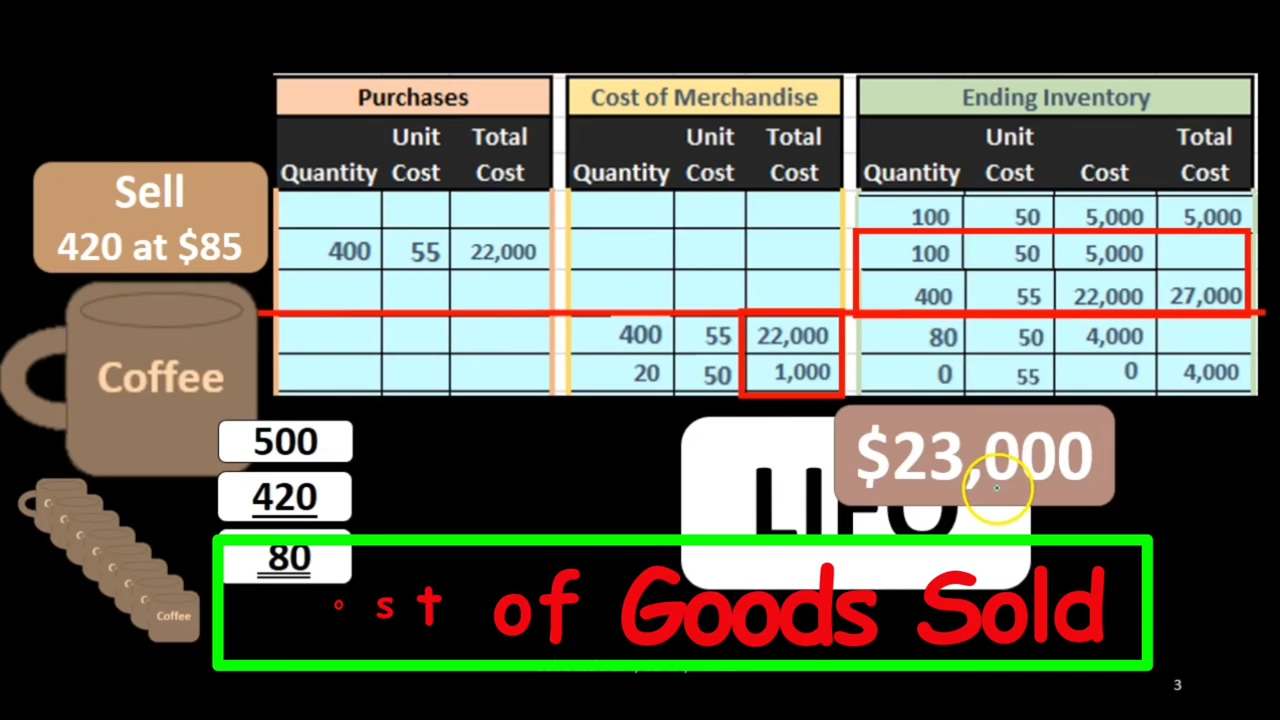 Purchases Cost of Merchandise Ending Inventory
Unit Total Unit Total Unit Total
Quantity Cost Cost Quantity Cost Cost Quantity Cost Cost Cost
100 50 5,000 5,000
400 55 22,000 100 50 5,000
400 55 22,000 27,000
400 55 22,000 80 50 4,000
20 50 1,000 0 55 0 4,000
Sell
420 at $85
Coffee
500
420
80
Coffee
$23,000
LIFO
ost of Goods Sold
3